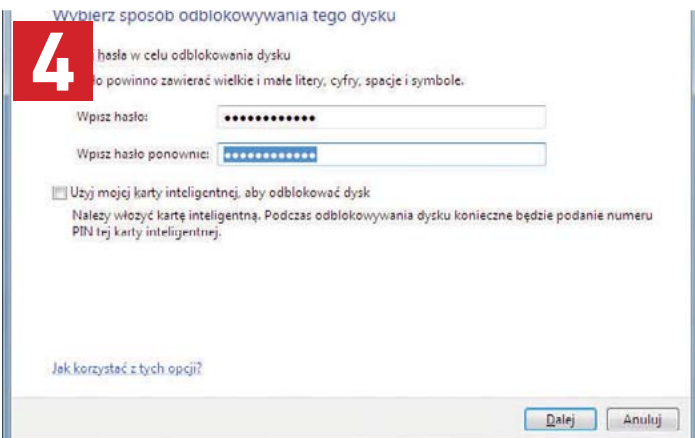 Wybierz sposób odblokowywania tego dysku
4
hasła w celu odblokowania dysku
ło powinno zawierać wielkie i małe litery, cyfry, spacje i symbole.
Wpisz hasło: ••••••••••••
Wpisz hasło ponownie: ••••••••••••
Użyj mojej karty inteligentnej, aby odblokować dysk
Należy włożyć kartę inteligentną. Podczas odblokowywania dysku konieczne będzie podanie numeru
PIN tej karty inteligentnej.
Jak korzystać z tych opcji?
Dalej Anuluj